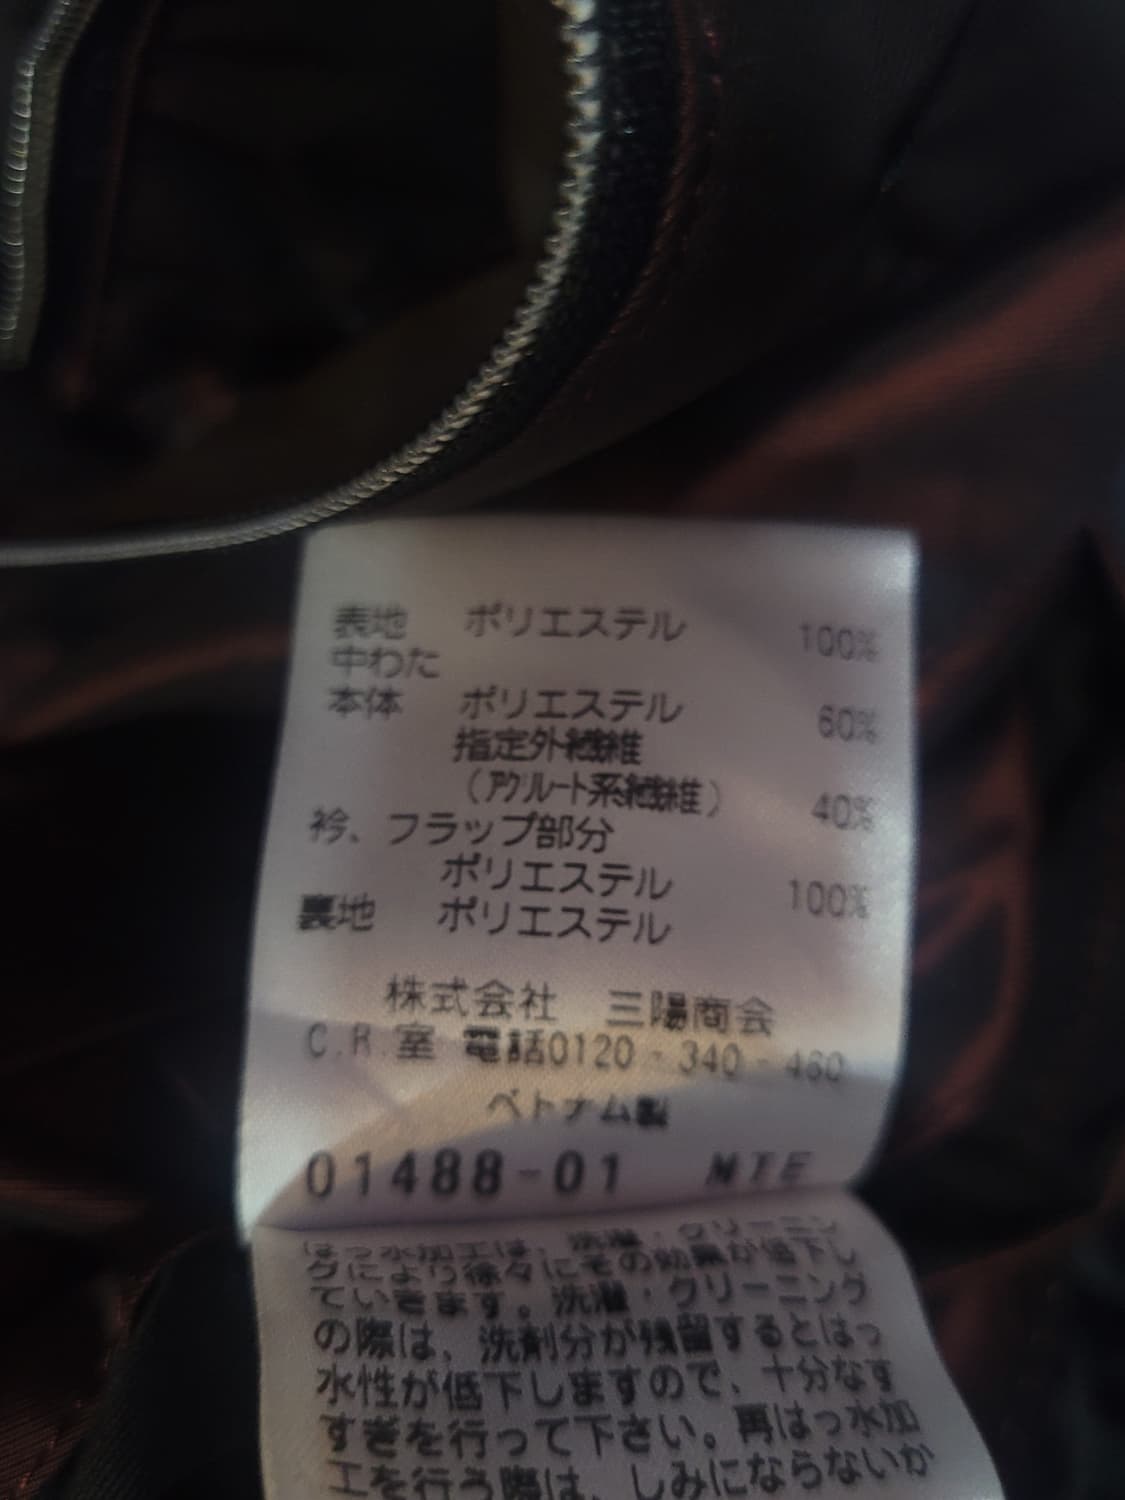 表地 ポリエステル 100%
中わた
本体 ポリエステル 60%
指定外繊維
(アクリレート系繊維) 40%
衿、フラップ部分
ポリエステル 100%
裏地 ポリエステル
株式会社 三陽商会
C.R.室 電話0120-340-460
ベトナム製
01488-01 MTE
はっ水加工は、洗濯・クリーニン
グにより徐々にその効果が低下し
ていきます。洗濯・クリーニング
の際は、洗剤分が残留するとはっ
水性が低下しますので、十分なす
すぎを行って下さい。再はっ水加
工を行う際は、しみにならないか